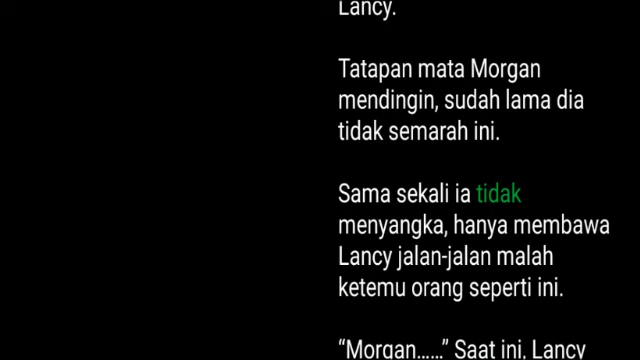 Lancy.
Tatapan mata Morgan
mendingin, sudah lama dia
tidak semarah ini.
Sama sekali ia tidak
menyangka, hanya membawa
Lancy jalan-jalan malah
ketemu orang seperti ini.
“Morgan......” Saat ini, Lancy